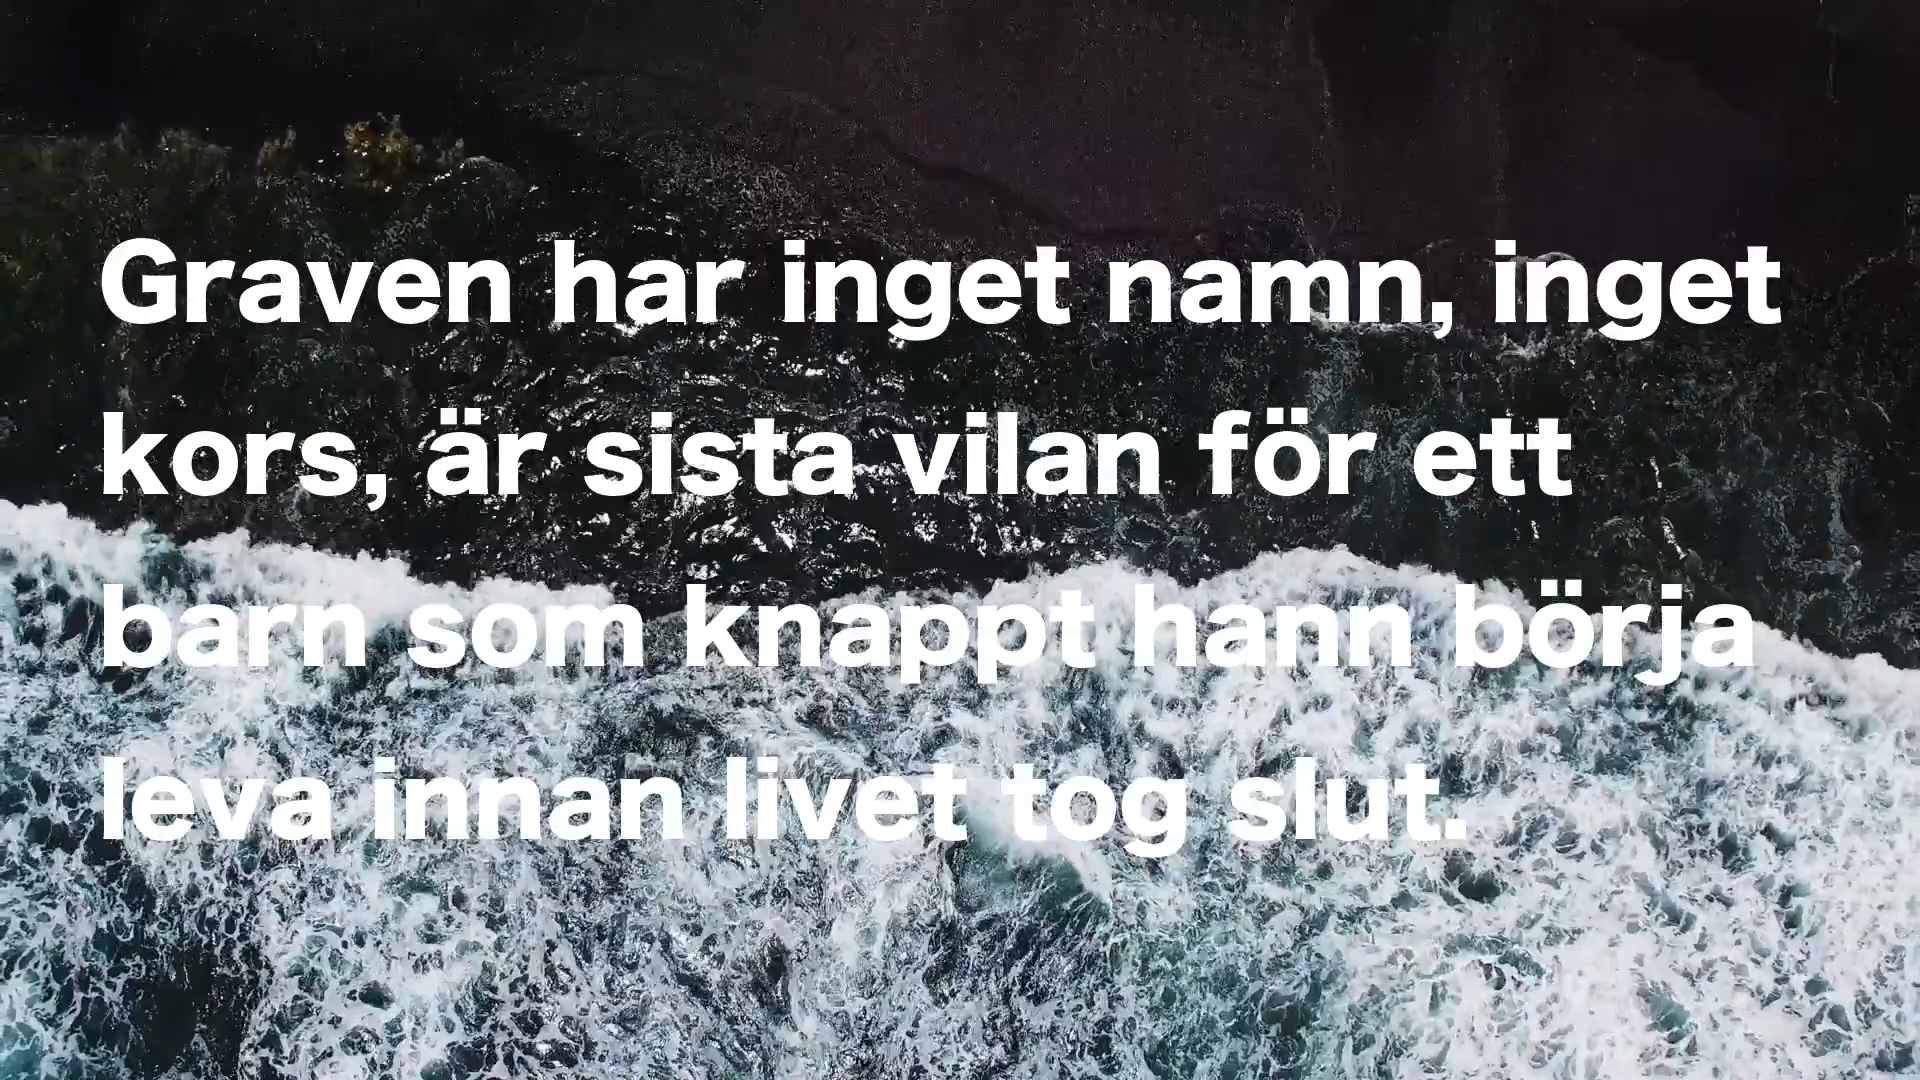 Graven har inget namn, inget
kors, är sista vilan för ett
barn som knappt hann börja
leva innan livet tog slut.